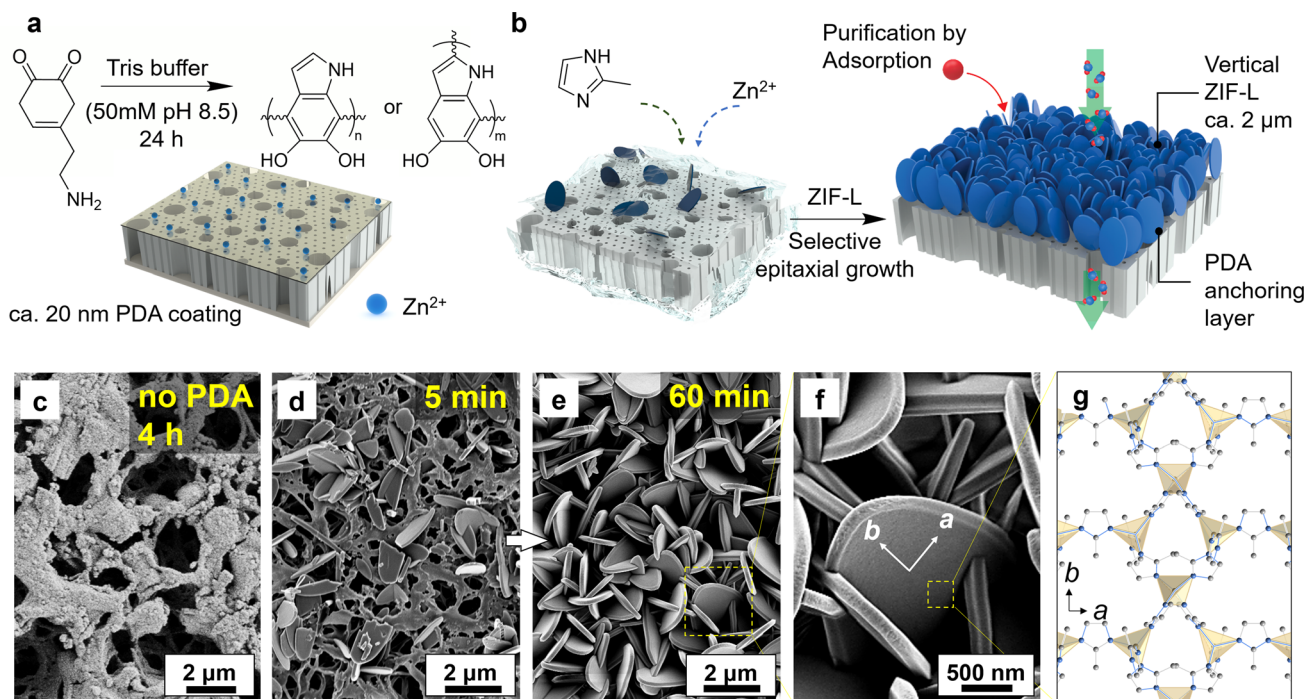 a
O
O
NH₂
Tris buffer
(50mM pH 8.5)
24 h
NH
n
HO
OH
or
NH
m
HO
OH
ca. 20 nm PDA coating
Zn²⁺
b
NH
N
Zn²⁺
ZIF-L
Selective
epitaxial growth
Purification by
Adsorption
Vertical
ZIF-L
ca. 2 µm
PDA
anchoring
layer
c
no PDA
4 h
2 µm
d
5 min
2 µm
e
60 min
2 µm
f
b
a
500 nm
g
b
a